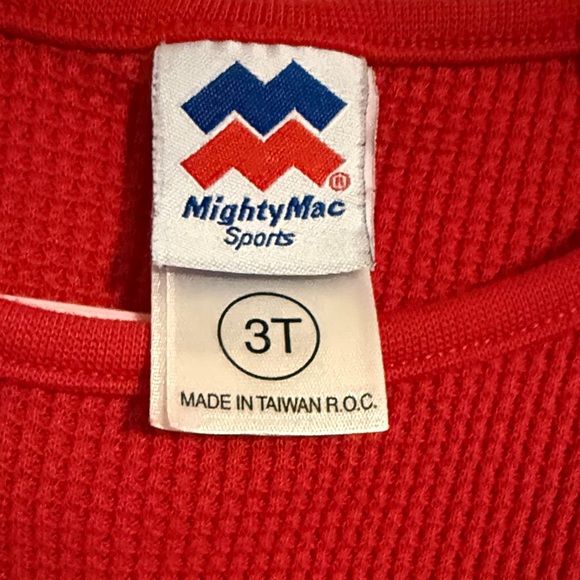 ®
MightyMac
Sports
3T
MADE IN TAIWAN R.O.C.